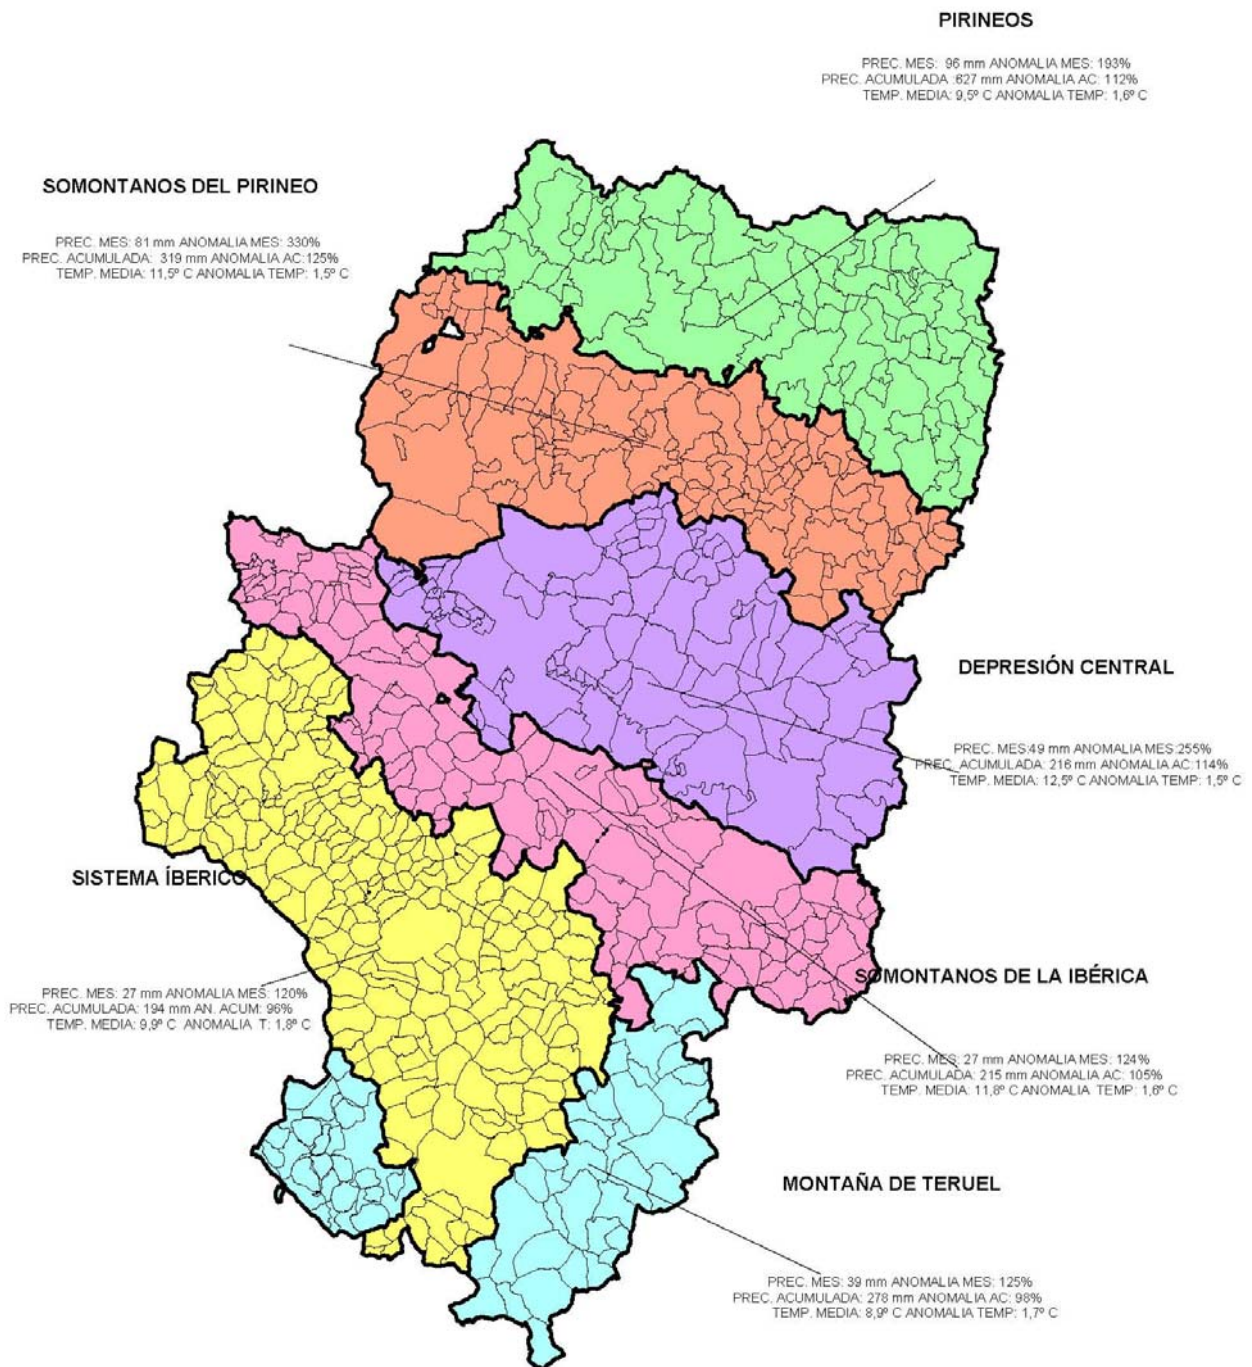 PIRINEOS
PREC. MES: 96 mm ANOMALIA MES: 193%
PREC. ACUMULADA :627 mm ANOMALIA AC: 112%
TEMP. MEDIA: 9,5º C ANOMALIA TEMP: 1,6º C
SOMONTANOS DEL PIRINEO
PREC. MES: 81 mm ANOMALIA MES: 330%
PREC. ACUMULADA: 319 mm ANOMALIA AC:125%
TEMP. MEDIA: 11,5º C ANOMALIA TEMP: 1,5º C
DEPRESIÓN CENTRAL
PREC. MES:49 mm ANOMALIA MES:255%
PREC. ACUMULADA: 216 mm ANOMALIA AC:114%
TEMP. MEDIA: 12,5º C ANOMALIA TEMP: 1,5º C
SISTEMA ÍBERICO
PREC. MES: 27 mm ANOMALIA MES: 120%
PREC. ACUMULADA: 194 mm AN. ACUM: 96%
TEMP. MEDIA: 9,9º C ANOMALIA T: 1,8º C
SOMONTANOS DE LA IBÉRICA
PREC. MES: 27 mm ANOMALIA MES: 124%
PREC. ACUMULADA: 215 mm ANOMALIA AC: 105%
TEMP. MEDIA: 11,8º C ANOMALIA TEMP: 1,6º C
MONTAÑA DE TERUEL
PREC. MES: 39 mm ANOMALIA MES: 125%
PREC. ACUMULADA: 278 mm ANOMALIA AC: 98%
TEMP. MEDIA: 8,9º C ANOMALIA TEMP: 1,7º C